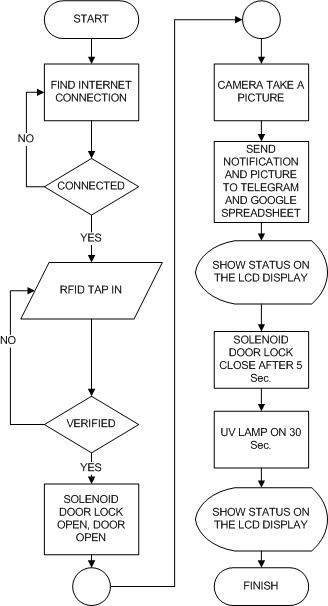 START
FIND INTERNET
CONNECTION
NO
CONNECTED
YES
RFID TAP IN
NO
VERIFIED
YES
SOLENOID
DOOR LOCK
OPEN, DOOR
OPEN
CAMERA TAKE A
PICTURE
SEND
NOTIFICATION
AND PICTURE
TO TELEGRAM
AND GOOGLE
SPREADSHEET
SHOW STATUS ON
THE LCD DISPLAY
SOLENOID
DOOR LOCK
CLOSE AFTER 5
Sec.
UV LAMP ON 30
Sec.
SHOW STATUS ON
THE LCD DISPLAY
FINISH